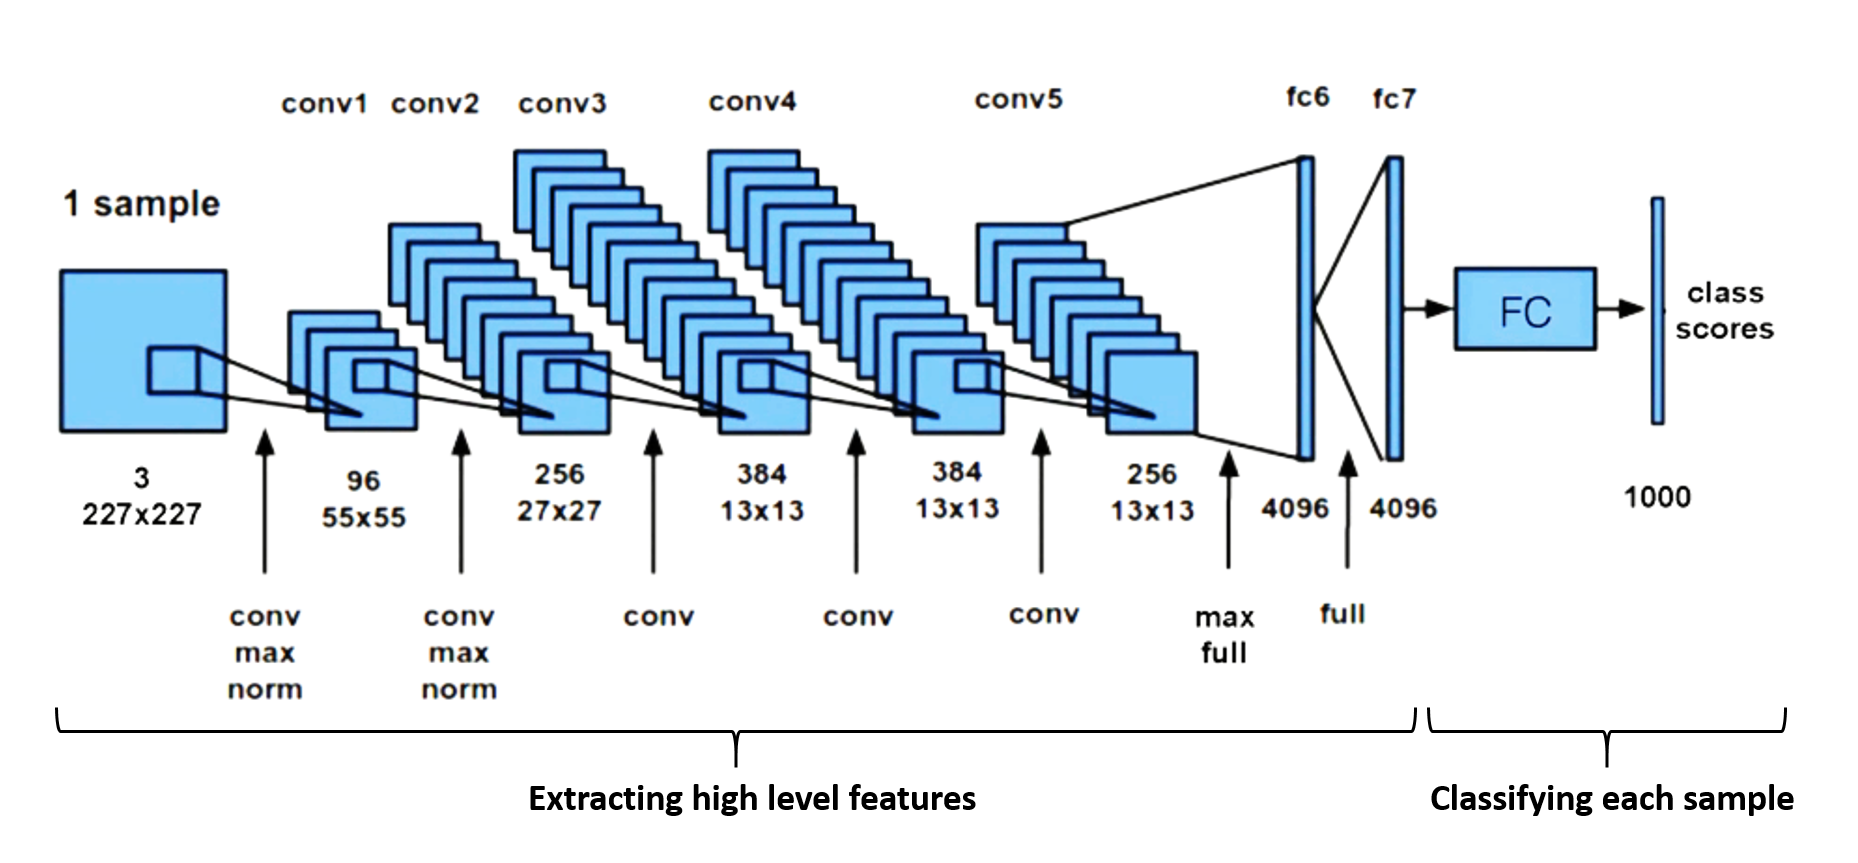 conv1 conv2 conv3 conv4 conv5 fc6 fc7
1 sample
FC
class
scores
3
227x227
96
55x55
256
27x27
384
13x13
384
13x13
256
13x13
4096
4096
1000
conv
max
norm
conv
max
norm
conv
conv
conv
max
full
full
Extracting high level features
Classifying each sample